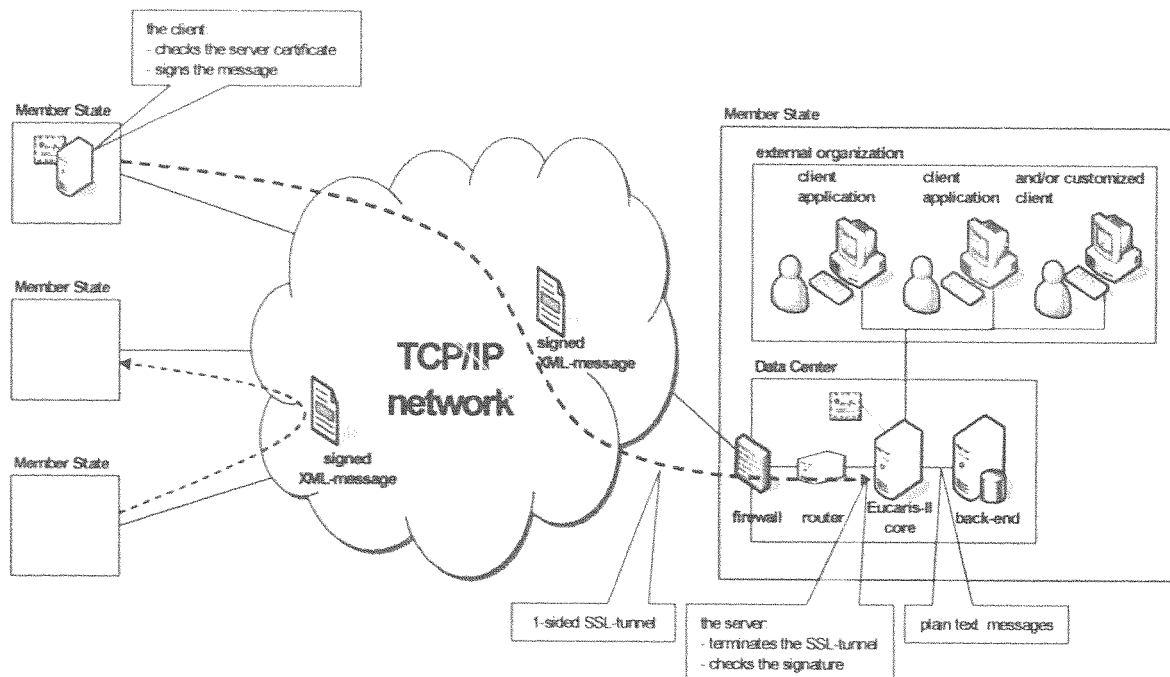 the client:
- checks the server certificate
- signs the message
Member State
Member State
external organization
client
application
client
application
and/or customized
client
Member State
signed
XML-message
TCP/IP
network
Data Center
Member State
signed
XML-message
firewall
router
Eucaris-II
core
back-end
1-sided SSL-tunnel
the server:
- terminates the SSL-tunnel
- checks the signature
plain text messages